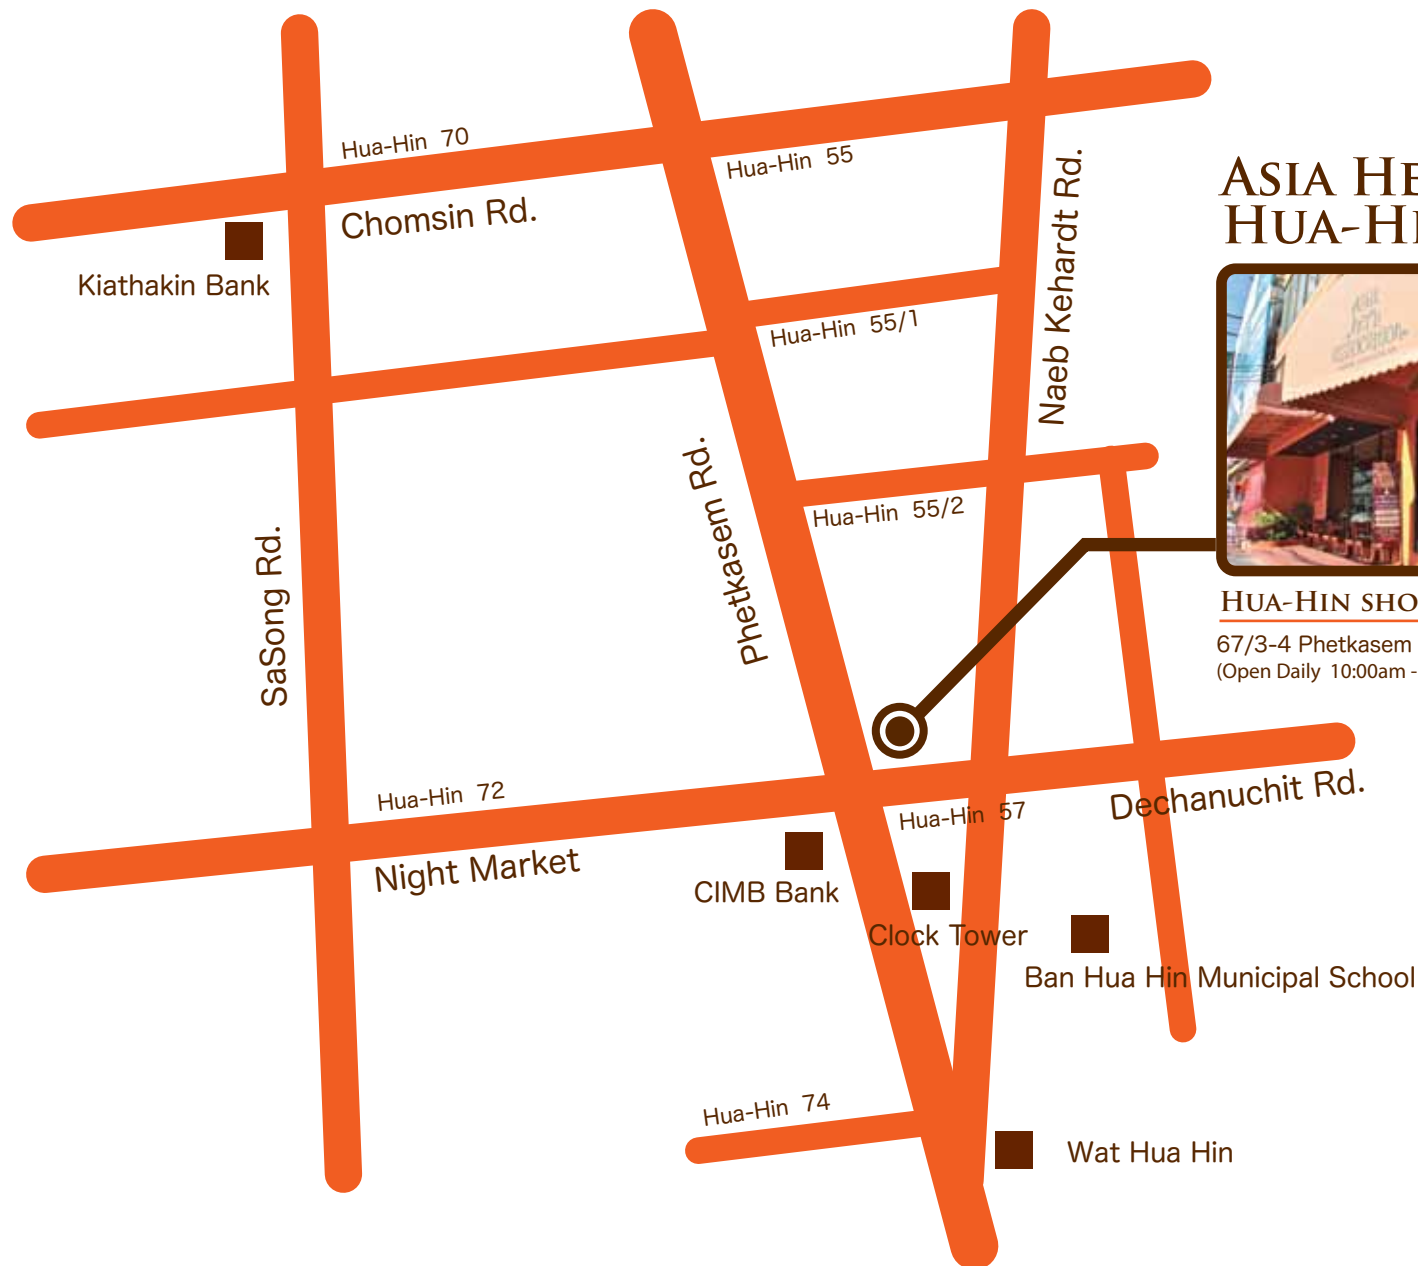 Hua-Hin 70
Hua-Hin 55
Chomsin Rd.
Naeb Kehardt Rd.
Kiathakin Bank
Hua-Hin 55/1
Phetkasem Rd.
Hua-Hin 55/2
SaSong Rd.
HUA-HIN SHO
67/3-4 Phetkasem
(Open Daily 10:00am -
Hua-Hin 72
Night Market
Hua-Hin 57
Dechanuchit Rd.
CIMB Bank
Clock Tower
Ban Hua Hin Municipal School
Hua-Hin 74
Wat Hua Hin
ASIA HE
HUA-HI